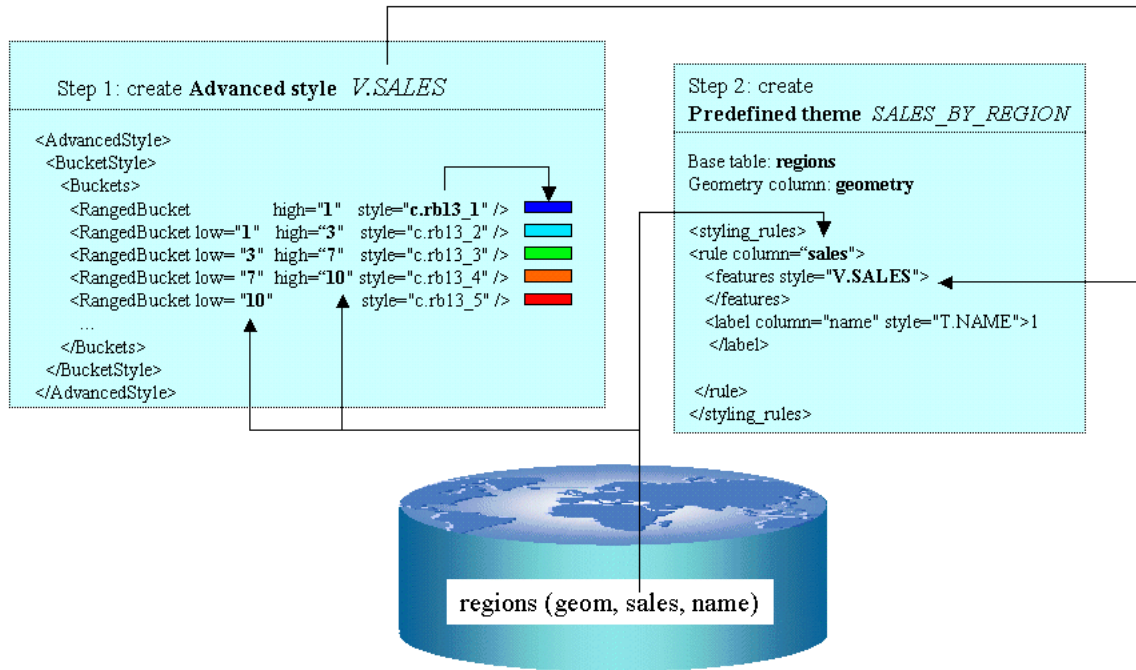 Step 1: create Advanced style V.SALES
<AdvancedStyle>
<BucketStyle>
<Buckets>
<RangedBucket high="1" style="c.rb13_1" />
<RangedBucket low="1" high=“3" style="c.rb13_2" />
<RangedBucket low= "3" high=“7" style="c.rb13_3" />
<RangedBucket low= "7" high=“10" style="c.rb13_4" />
<RangedBucket low= "10" style="c.rb13_5" />
...
</Buckets>
</BucketStyle>
</AdvancedStyle>
Step 2: create
Predefined theme SALES_BY_REGION
Base table: regions
Geometry column: geometry
<styling_rules>
<rule column=“sales">
<features style="V.SALES">
</features>
<label column="name" style="T.NAME">1
</label>
</rule>
</styling_rules>
regions (geom, sales, name)